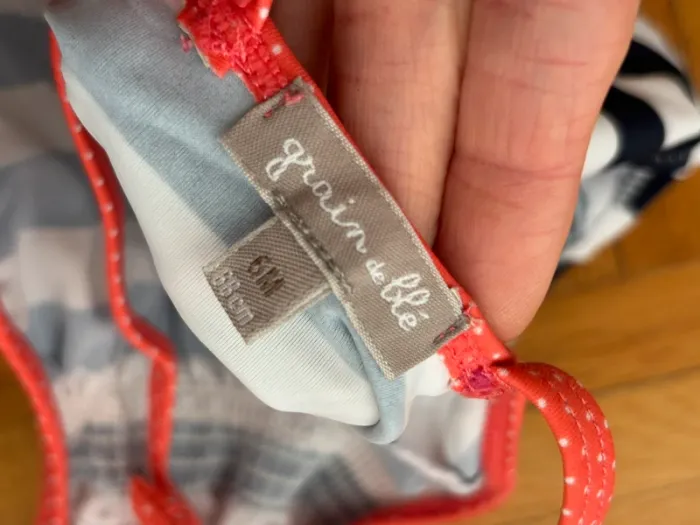 grain de blé
6M
68 cm